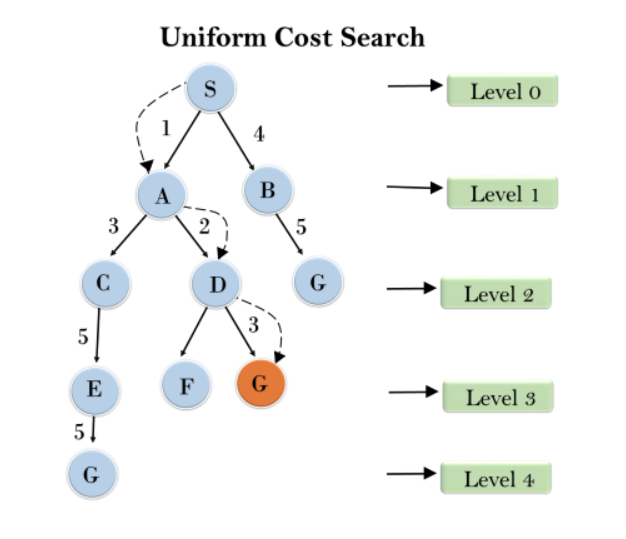 Uniform Cost Search
S
Level 0
1
4
A
B
Level 1
3
2
5
C
D
G
Level 2
5
3
E
F
G
Level 3
5
G
Level 4